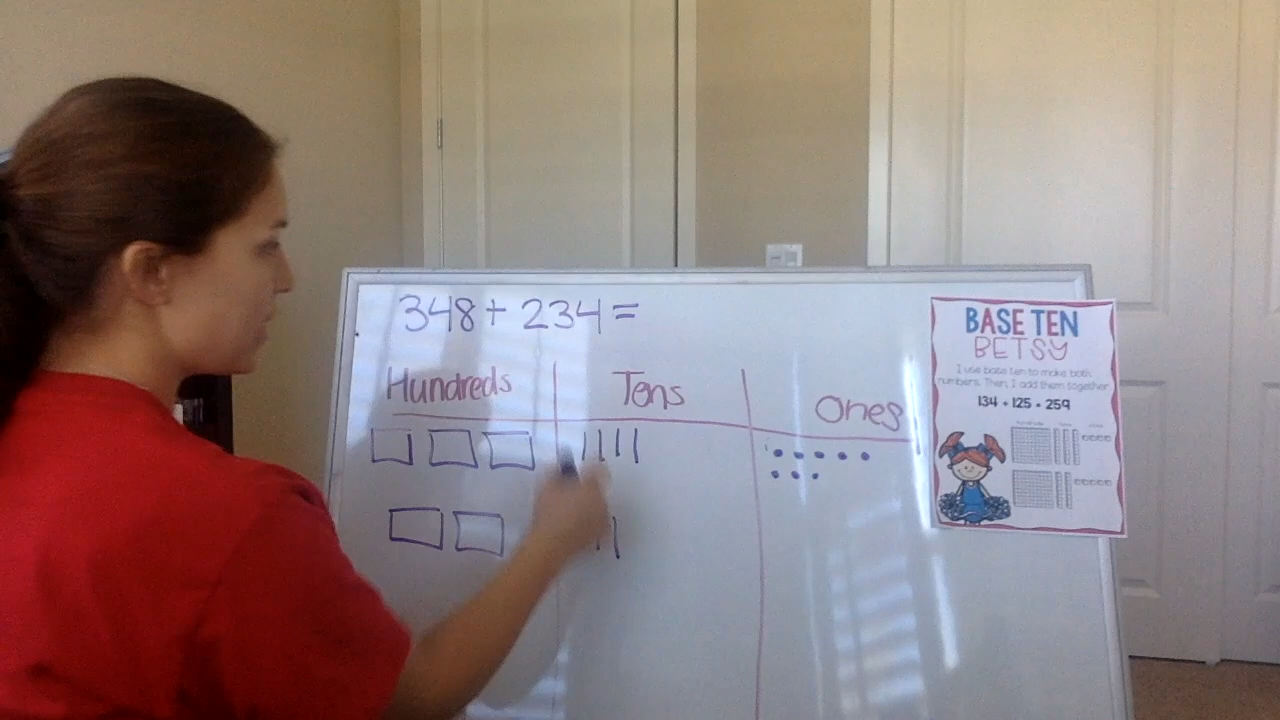 348+ 234=
Hundreds Tens Ones
BASE TEN
BETSY
I use base ten to make both
numbers. Then, I add them together
134 + 125 = 259